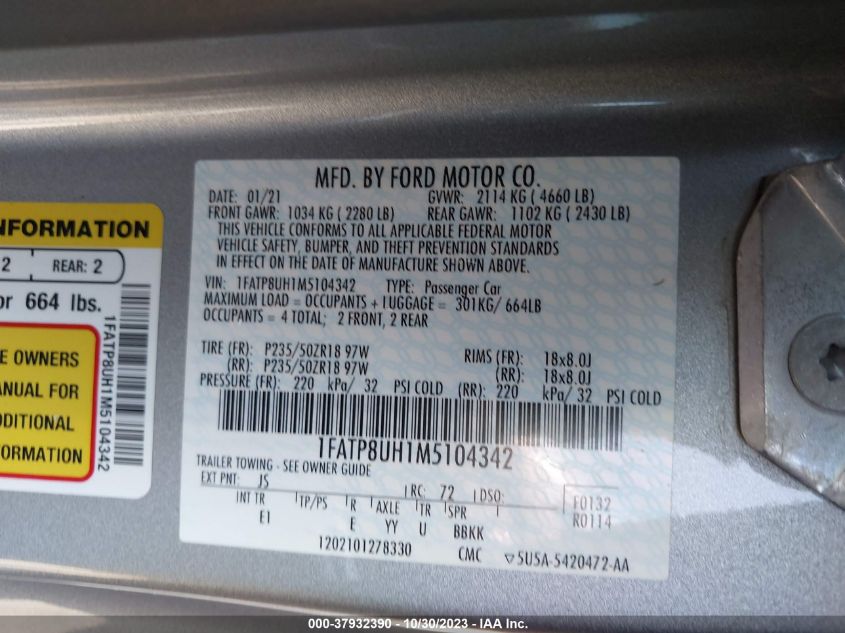 NFORMATION
2 REAR: 2
or 664 lbs.
E OWNERS
ANUAL FOR
DDITIONAL
FORMATION
1FATP8UH1M5104342
MFD. BY FORD MOTOR CO.
DATE: 01/21 GVWR: 2114 KG ( 4660 LB)
FRONT GAWR: 1034 KG ( 2280 LB) REAR GAWR: 1102 KG ( 2430 LB)
THIS VEHICLE CONFORMS TO ALL APPLICABLE FEDERAL MOTOR
VEHICLE SAFETY, BUMPER, AND THEFT PREVENTION STANDARDS
IN EFFECT ON THE DATE OF MANUFACTURE SHOWN ABOVE.
VIN: 1FATP8UH1M5104342 TYPE: Passenger Car
MAXIMUM LOAD = OCCUPANTS + LUGGAGE = 301KG/ 664LB
OCCUPANTS = 4 TOTAL; 2 FRONT, 2 REAR
TIRE (FR): P235/50ZR18 97W RIMS (FR): 18x8.0J
(RR): P235/50ZR18 97W (RR): 18x8.0J
PRESSURE (FR): 220 kPa/ 32 PSI COLD (RR): 220 kPa/ 32 PSI COLD
1FATP8UH1M5104342
TRAILER TOWING - SEE OWNER GUIDE
EXT PNT: JS RC: 72 DSO: F0132
INT TR TP/PS R AXLE TR SPR R0114
E1 E YY U BBKK
1202101278330 CMC ▽5U5A-5420472-AA
000-37932390 - 10/30/2023 - IAA Inc.